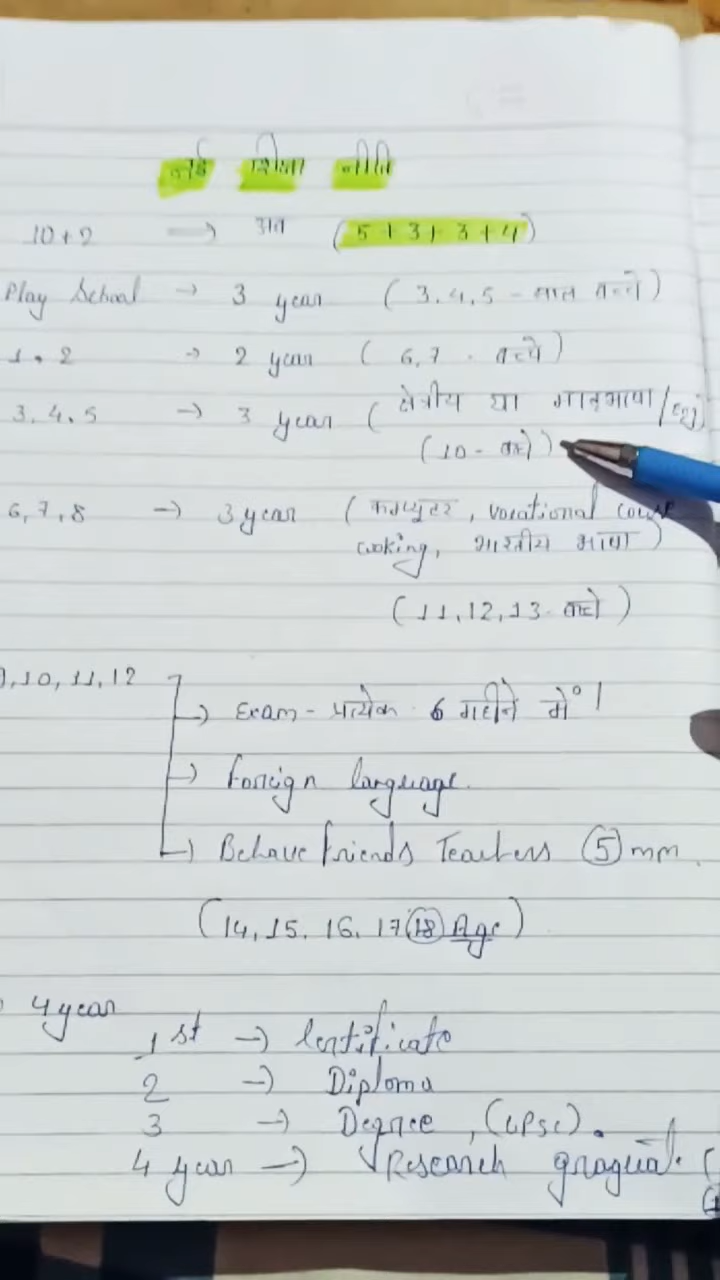 नई शिक्षा नीति
10+2 ⟹ अब (5+3+3+4)
Play School → 3 year (3,4,5 - साल बच्चे)
1. 2 → 2 year (6,7 - बच्चे)
3.4.5 → 3 year (क्षेत्रीय या मातृभाषा/Eng
(10 - बच्चे)
6,7,8 → 3 year (कम्प्यूटर, vocational course
cooking, भारतीय भाषा)
(11,12,13 बच्चे)
,10,11,12
→ Exam - प्रत्येक 6 महीने में।
→ Foreign language.
→ Behave friends Teachers (5) mm.
(14,15,16,17 18 Age)
4 year
1st → Certificate
2 → Diploma
3 → Degree, (UPSC).
4 year → Research